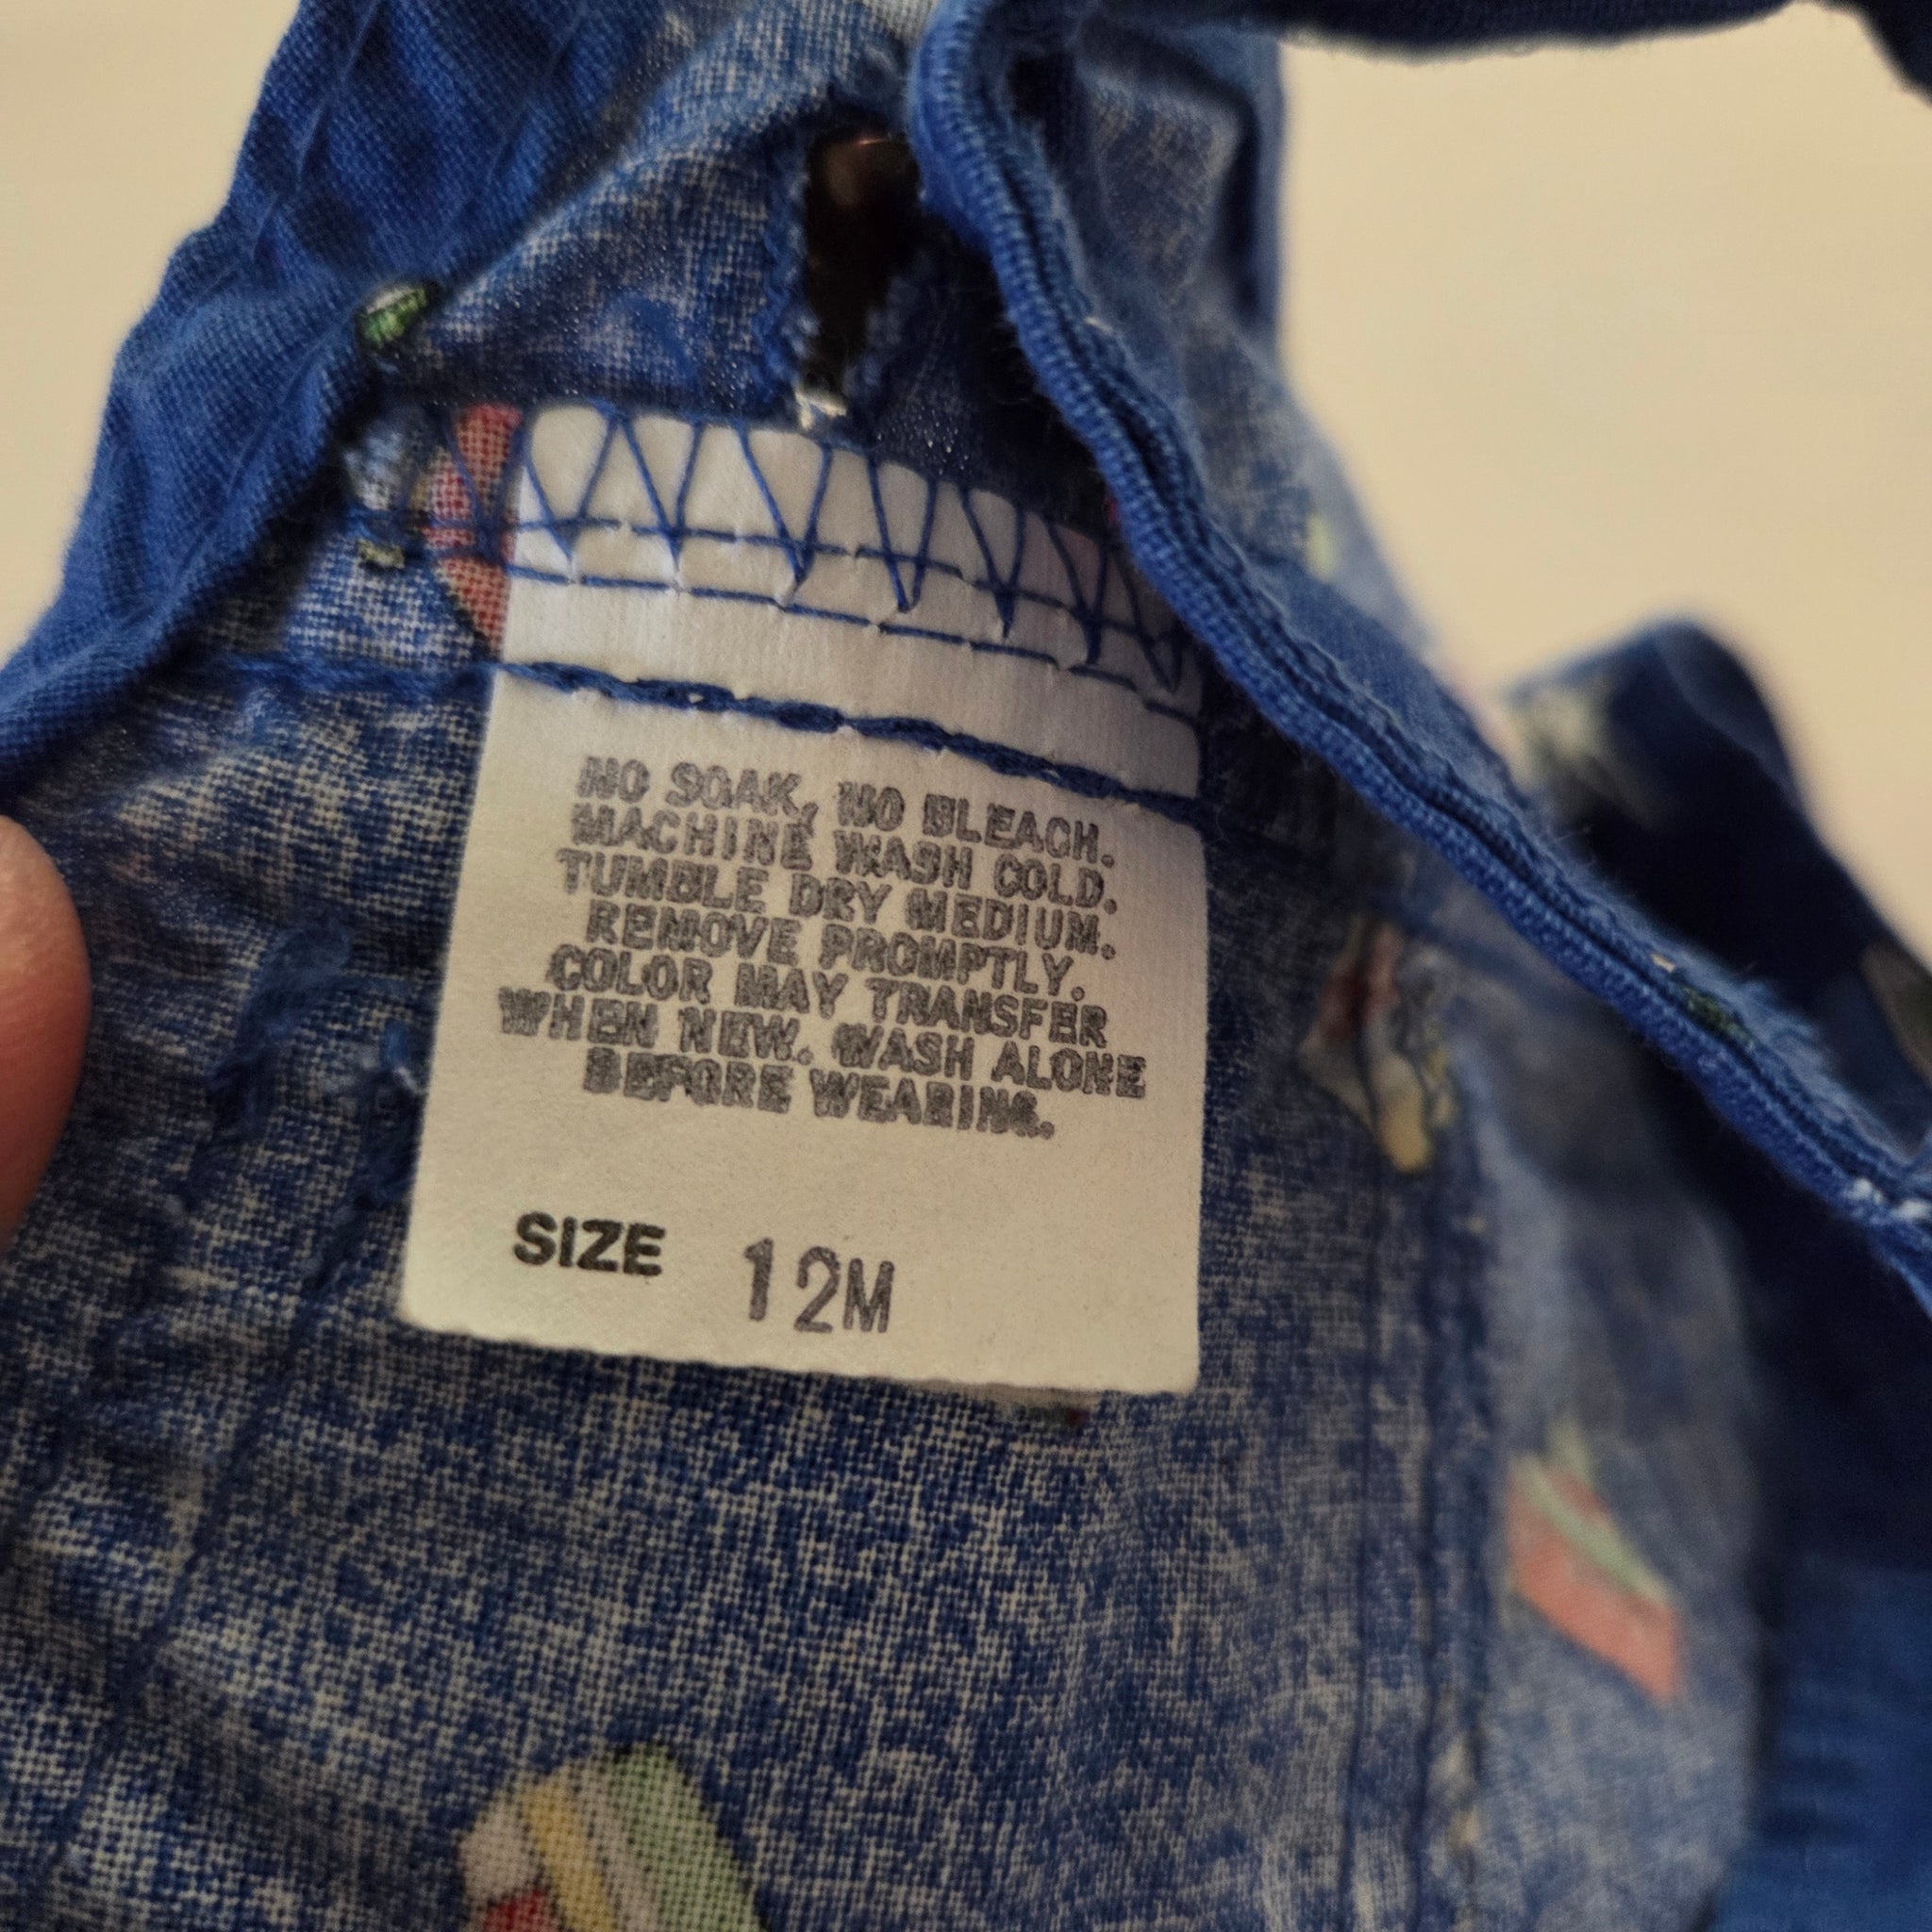 NO SOAK, NO BLEACH.
MACHINE WASH COLD.
TUMBLE DRY MEDIUM.
REMOVE PROMPTLY.
COLOR MAY TRANSFER
WHEN NEW. WASH ALONE
BEFORE WEARING.
SIZE 12M